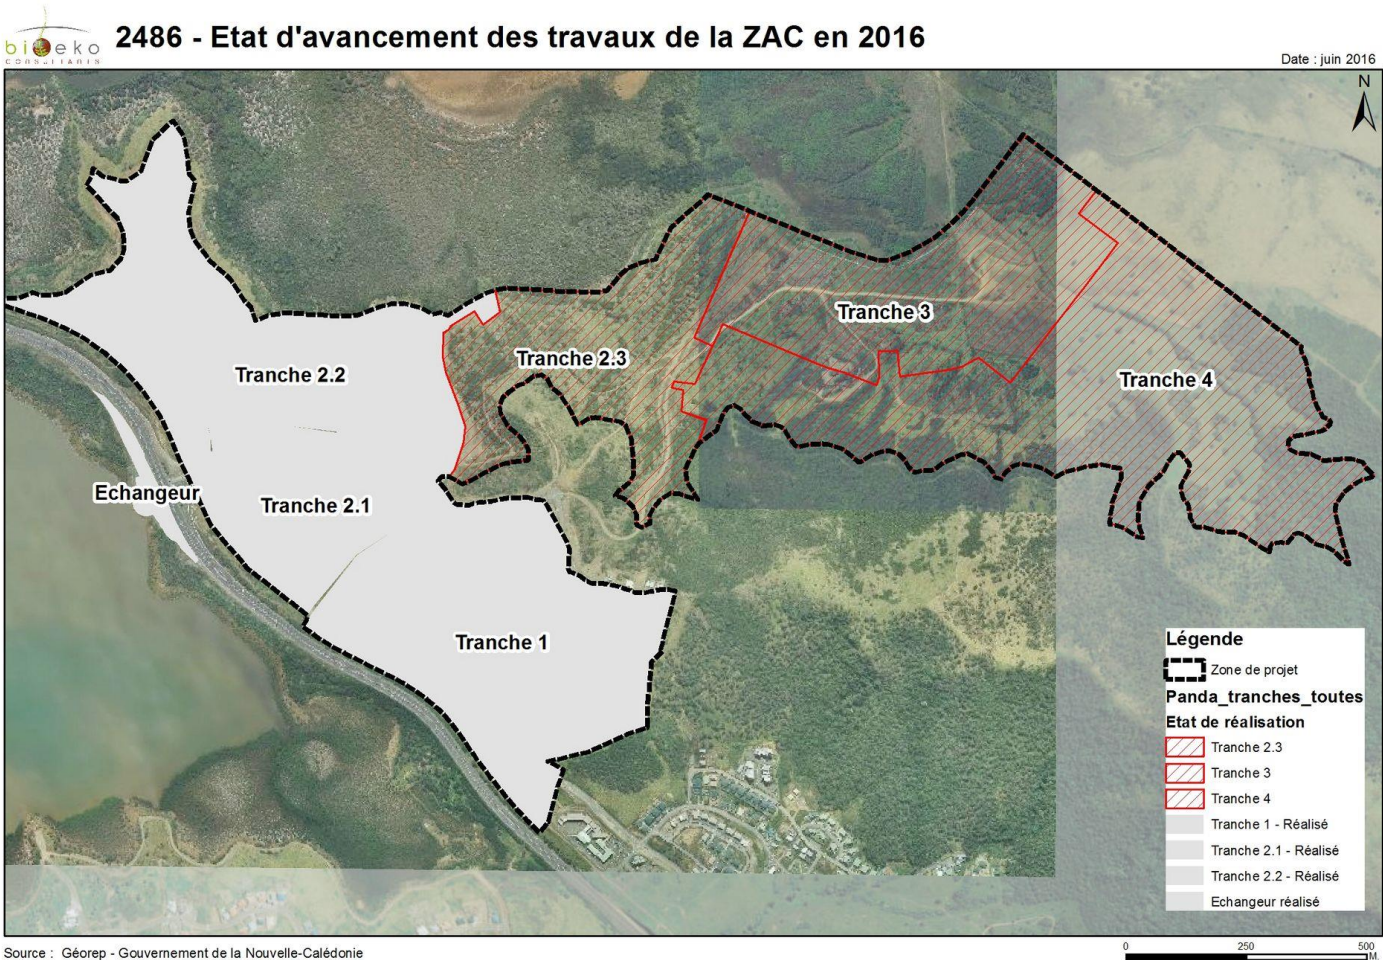 bioeko
CONSULTANTS
2486 - Etat d'avancement des travaux de la ZAC en 2016
Date : juin 2016
N
Tranche 3
Tranche 2.3
Tranche 2.2
Tranche 4
Echangeur
Tranche 2.1
Tranche 1
Légende
Zone de projet
Panda_tranches_toutes
Etat de réalisation
Tranche 2.3
Tranche 3
Tranche 4
Tranche 1 - Réalisé
Tranche 2.1 - Réalisé
Tranche 2.2 - Réalisé
Echangeur réalisé
Source : Géorep - Gouvernement de la Nouvelle-Calédonie
0 250 500
M.